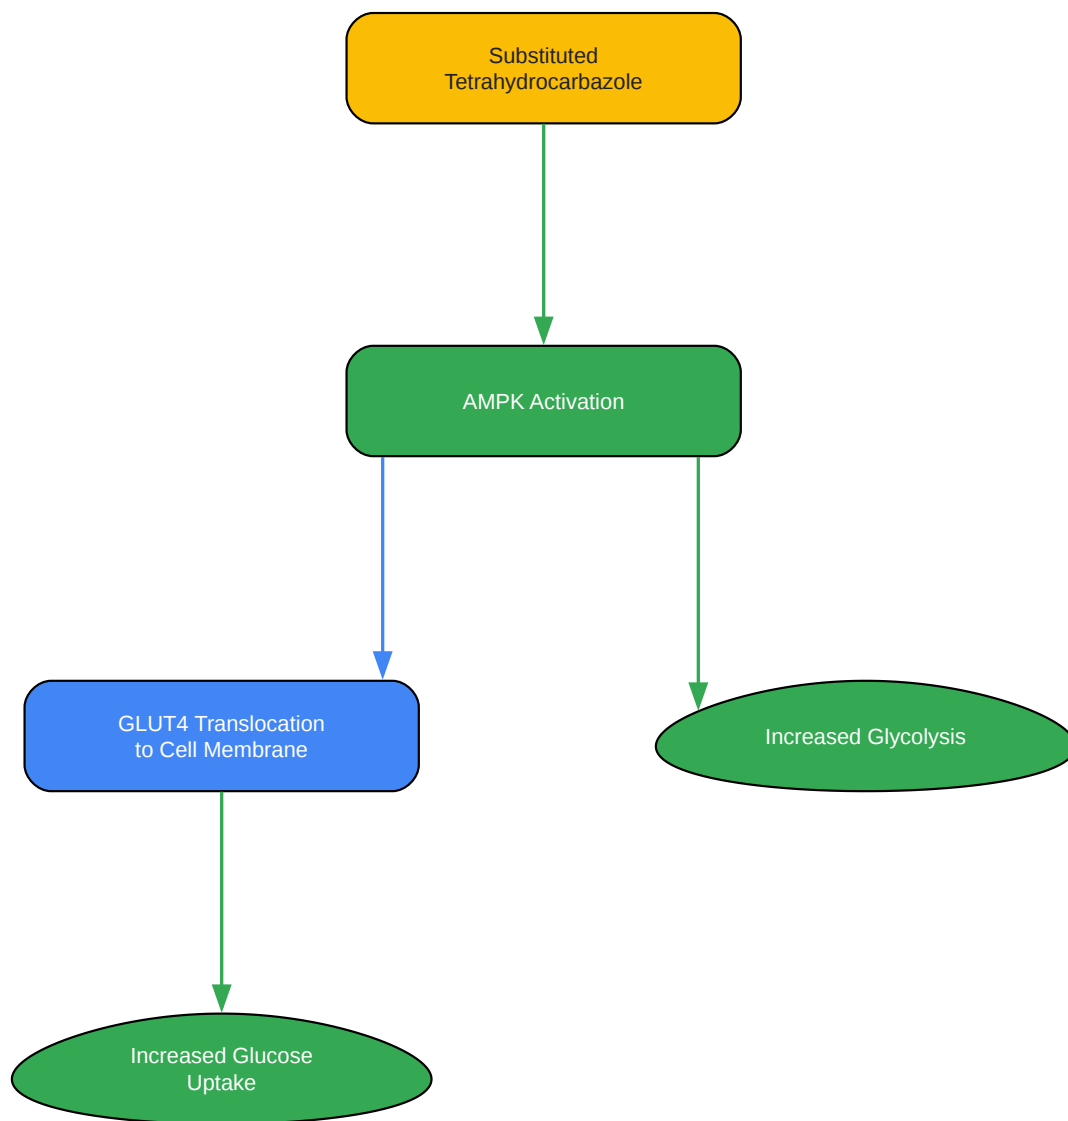 Substituted
Tetrahydrocarbazole
AMPK Activation
GLUT4 Translocation
to Cell Membrane
Increased Glycolysis
Increased Glucose
Uptake